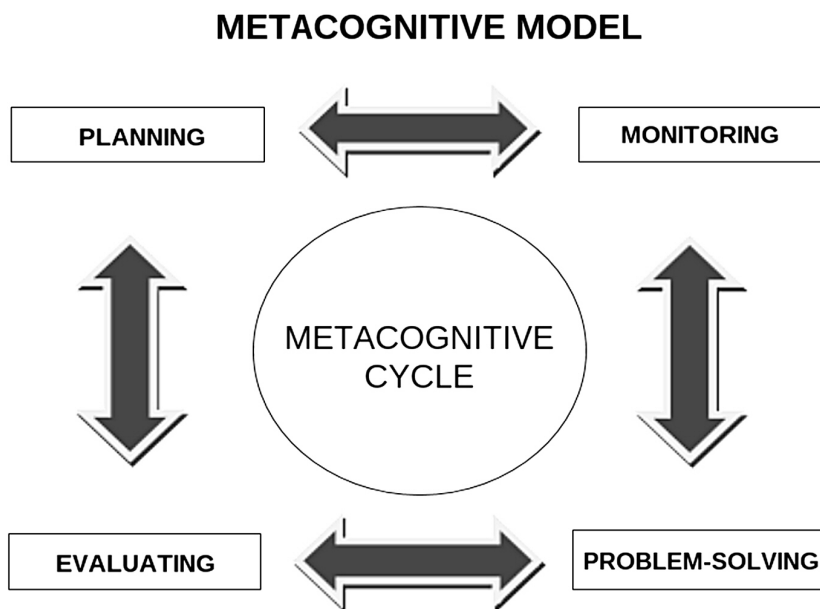 METACOGNITIVE MODEL
PLANNING
MONITORING
METACOGNITIVE
CYCLE
EVALUATING
PROBLEM-SOLVING